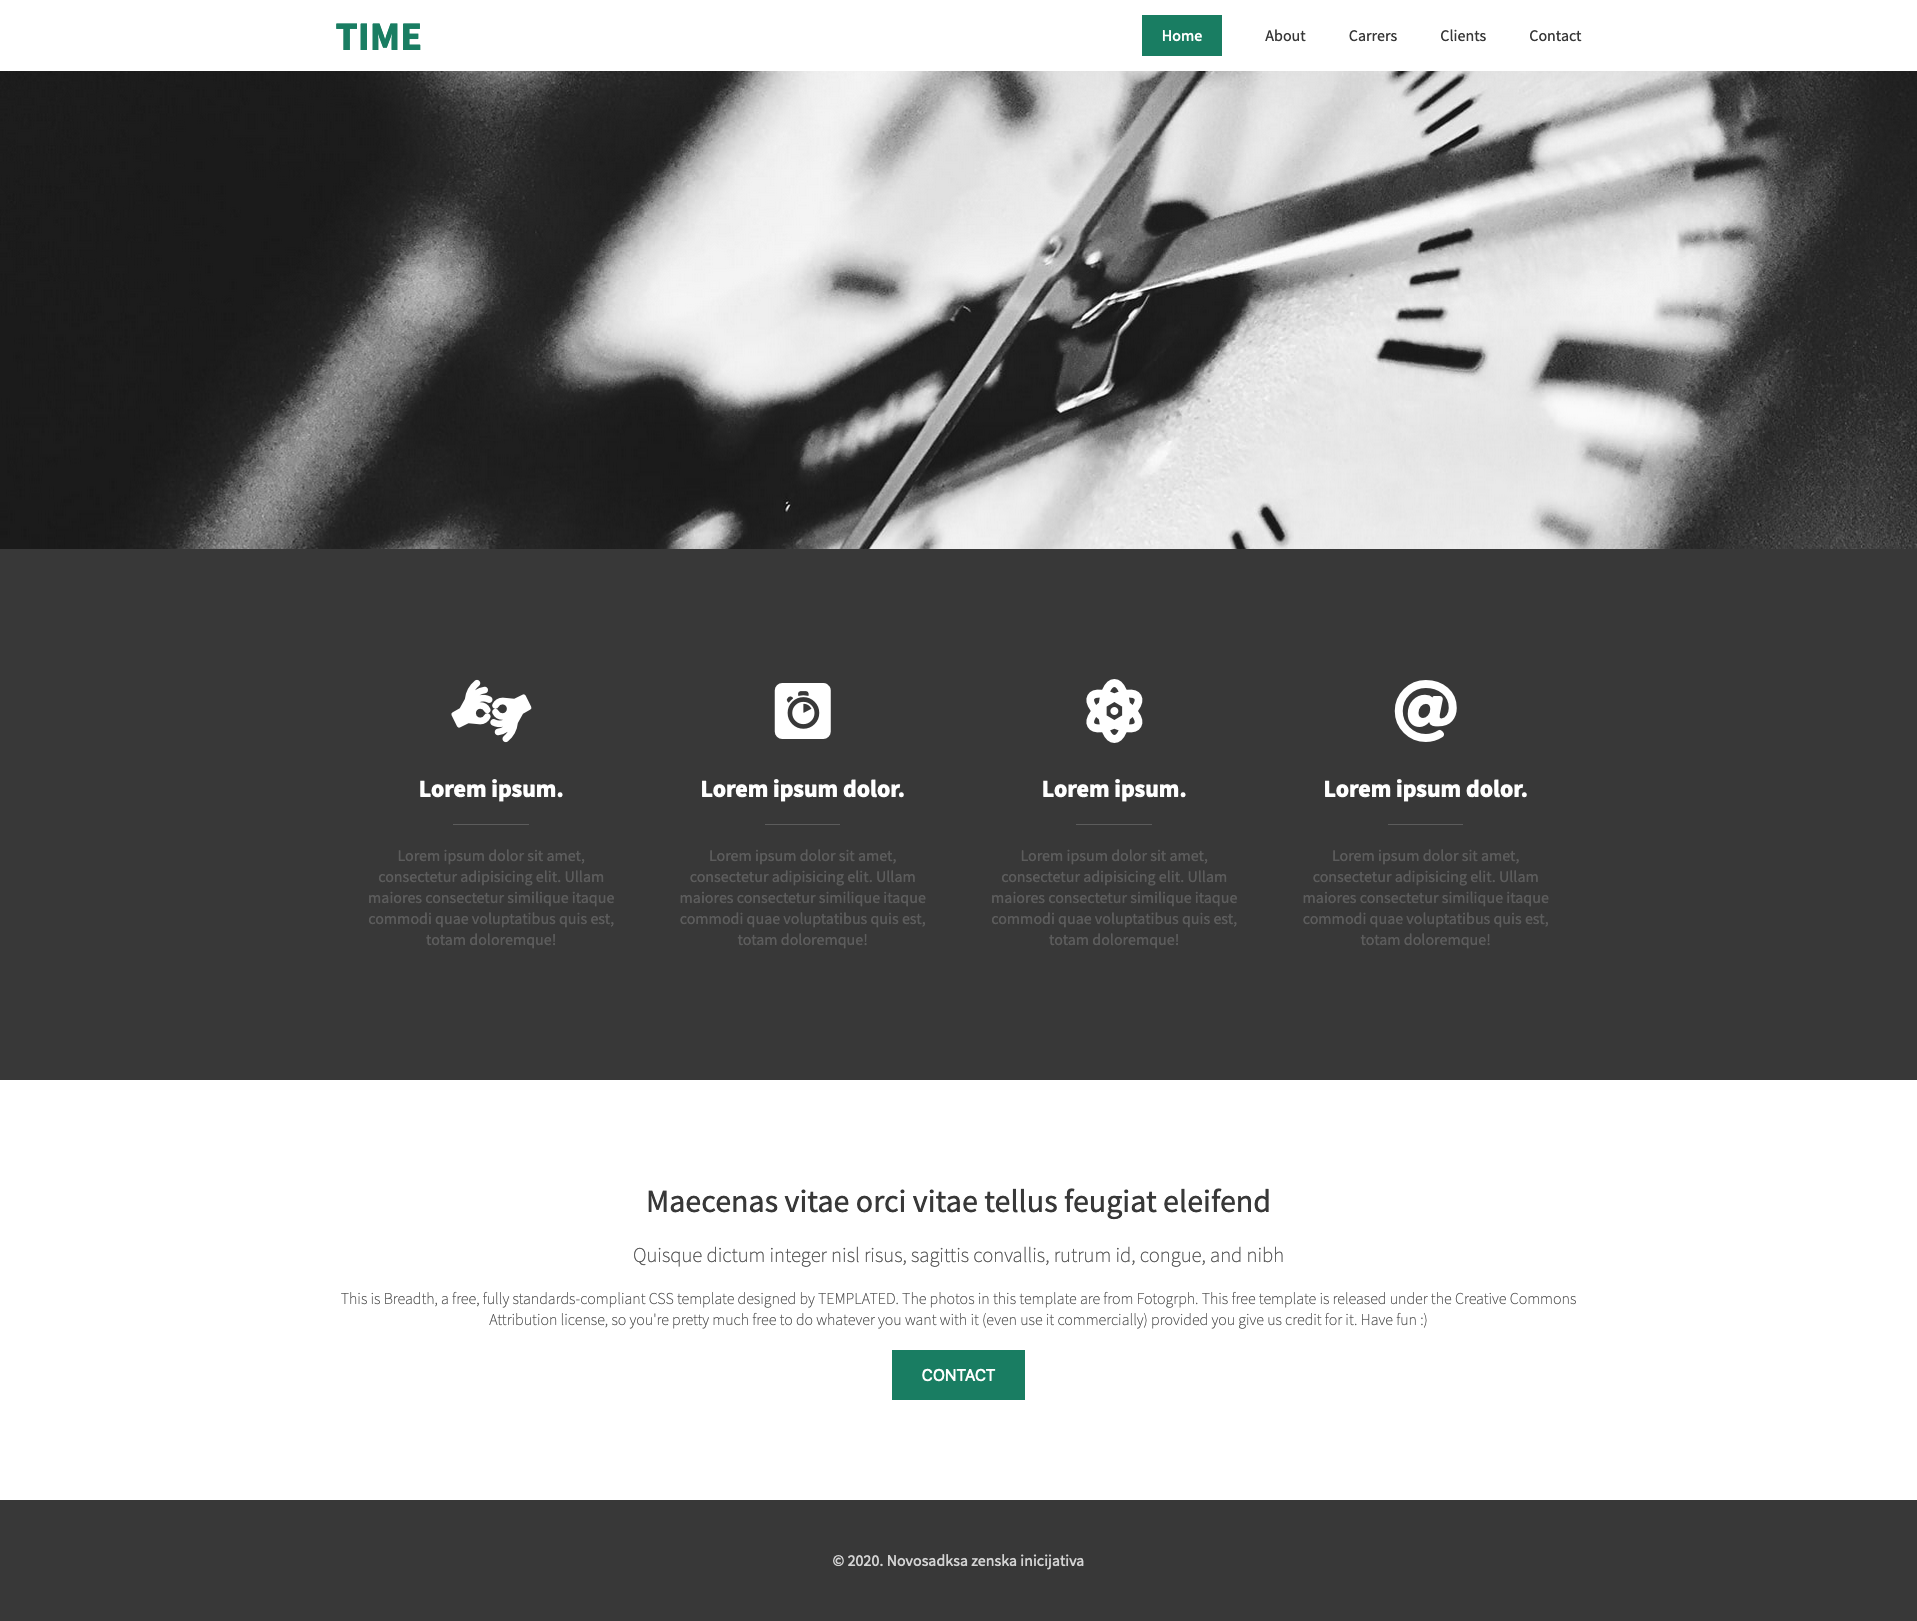 TIME
Home About Carrers Clients Contact
Lorem ipsum.
Lorem ipsum dolor sit amet,
consectetur adipisicing elit. Ullam
maiores consectetur similique itaque
commodi quae voluptatibus quis est,
totam doloremque!
Lorem ipsum dolor.
Lorem ipsum dolor sit amet,
consectetur adipisicing elit. Ullam
maiores consectetur similique itaque
commodi quae voluptatibus quis est,
totam doloremque!
Lorem ipsum.
Lorem ipsum dolor sit amet,
consectetur adipisicing elit. Ullam
maiores consectetur similique itaque
commodi quae voluptatibus quis est,
totam doloremque!
Lorem ipsum dolor.
Lorem ipsum dolor sit amet,
consectetur adipisicing elit. Ullam
maiores consectetur similique itaque
commodi quae voluptatibus quis est,
totam doloremque!
Maecenas vitae orci vitae tellus feugiat eleifend
Quisque dictum integer nisl risus, sagittis convallis, rutrum id, congue, and nibh
This is Breadth, a free, fully standards-compliant CSS template designed by TEMPLATED. The photos in this template are from Fotogrph. This free template is released under the Creative Commons
Attribution license, so you're pretty much free to do whatever you want with it (even use it commercially) provided you give us credit for it. Have fun :)
CONTACT
© 2020. Novosadksa zenska inicijativa